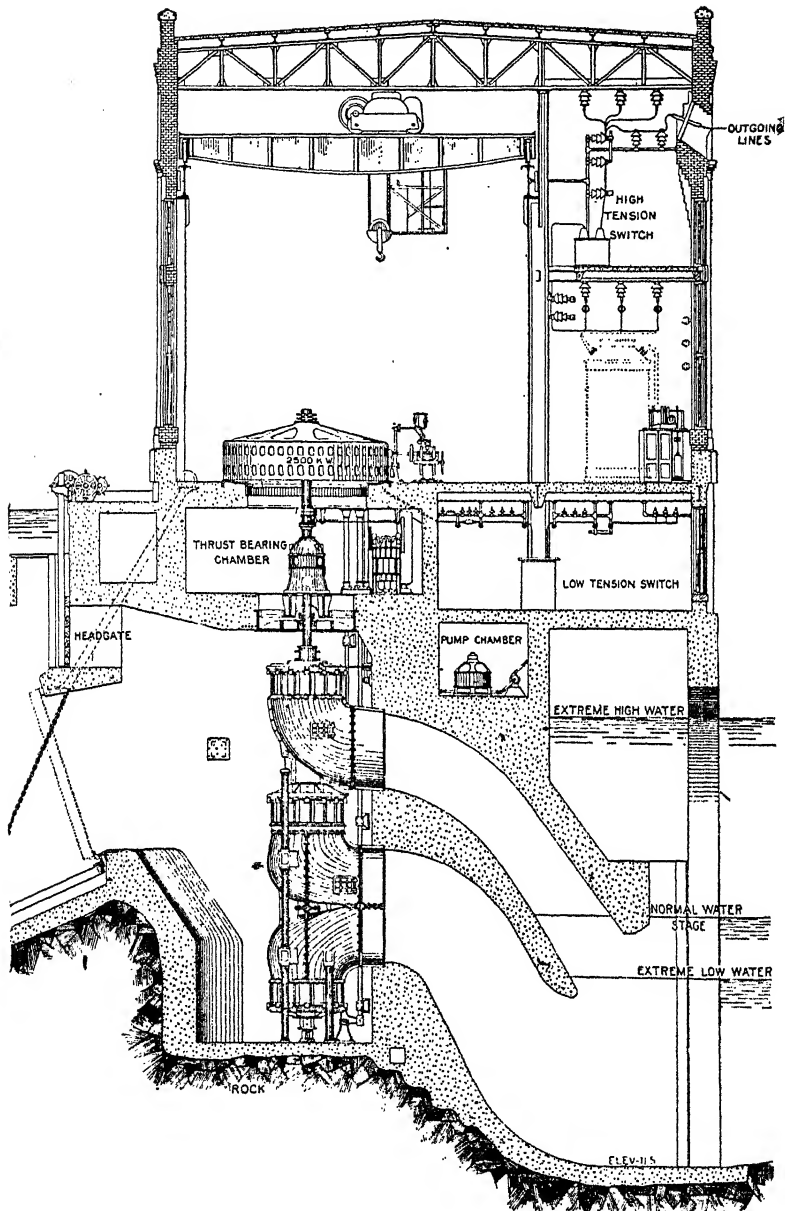 OUTGOING
LINES
HIGH
TENSION
SWITCH
2500 K.W.
THRUST BEARING
CHAMBER
LOW TENSION SWITCH
HEADGATE
PUMP CHAMBER
EXTREME HIGH WATER
NORMAL WATER
STAGE
EXTREME LOW WATER
ROCK
ELEV-11.5